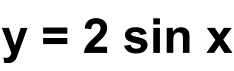 y = 2 sin x